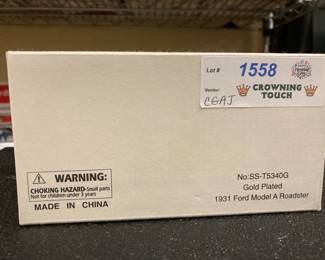 Lot # 1558
Vendor: CROWNING
TOUCH
CGAJ
WARNING:
CHOKING HAZARD-Small parts
Not for children under 3 years
MADE IN CHINA
No:SS-T5340G
Gold Plated
1931 Ford Model A Roadster